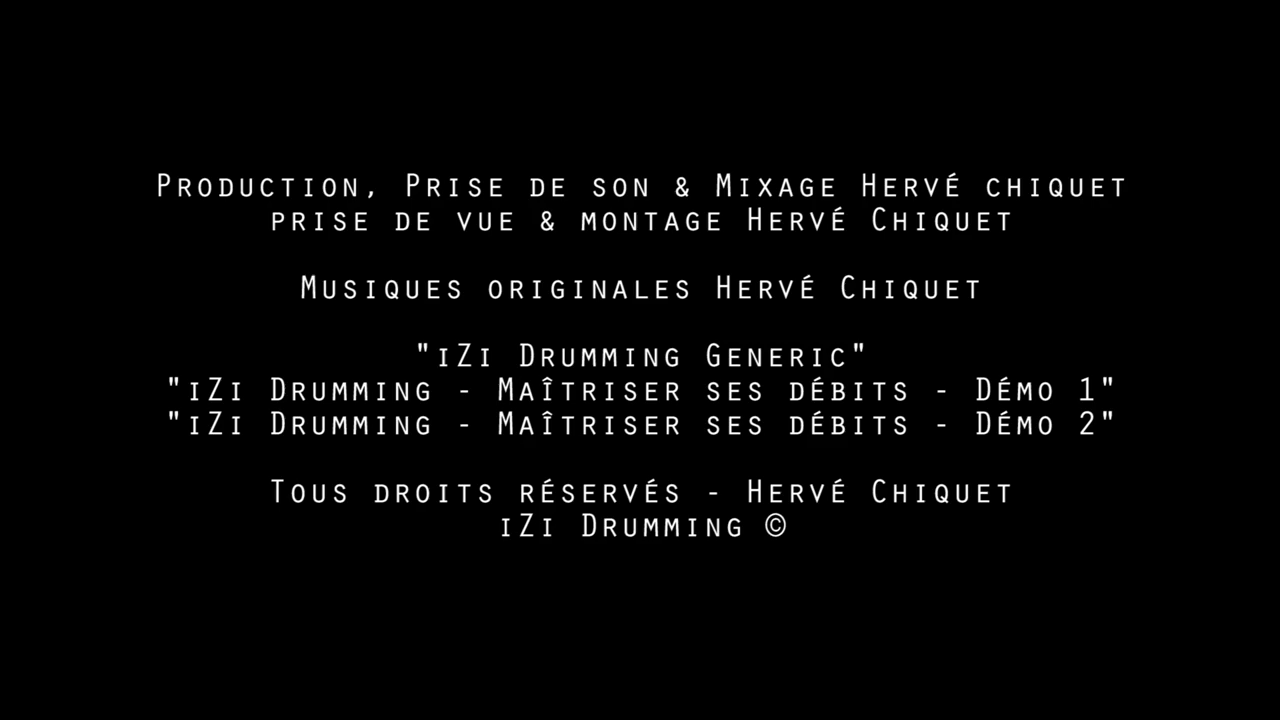 Production, Prise de son & Mixage Hervé chiquet
prise de vue & montage Hervé Chiquet
Musiques originales Hervé Chiquet
"iZi Drumming Generic"
"iZi Drumming - Maîtriser ses débits - Démo 1"
"iZi Drumming - Maîtriser ses débits - Démo 2"
Tous droits réservés - Hervé Chiquet
iZi Drumming ©